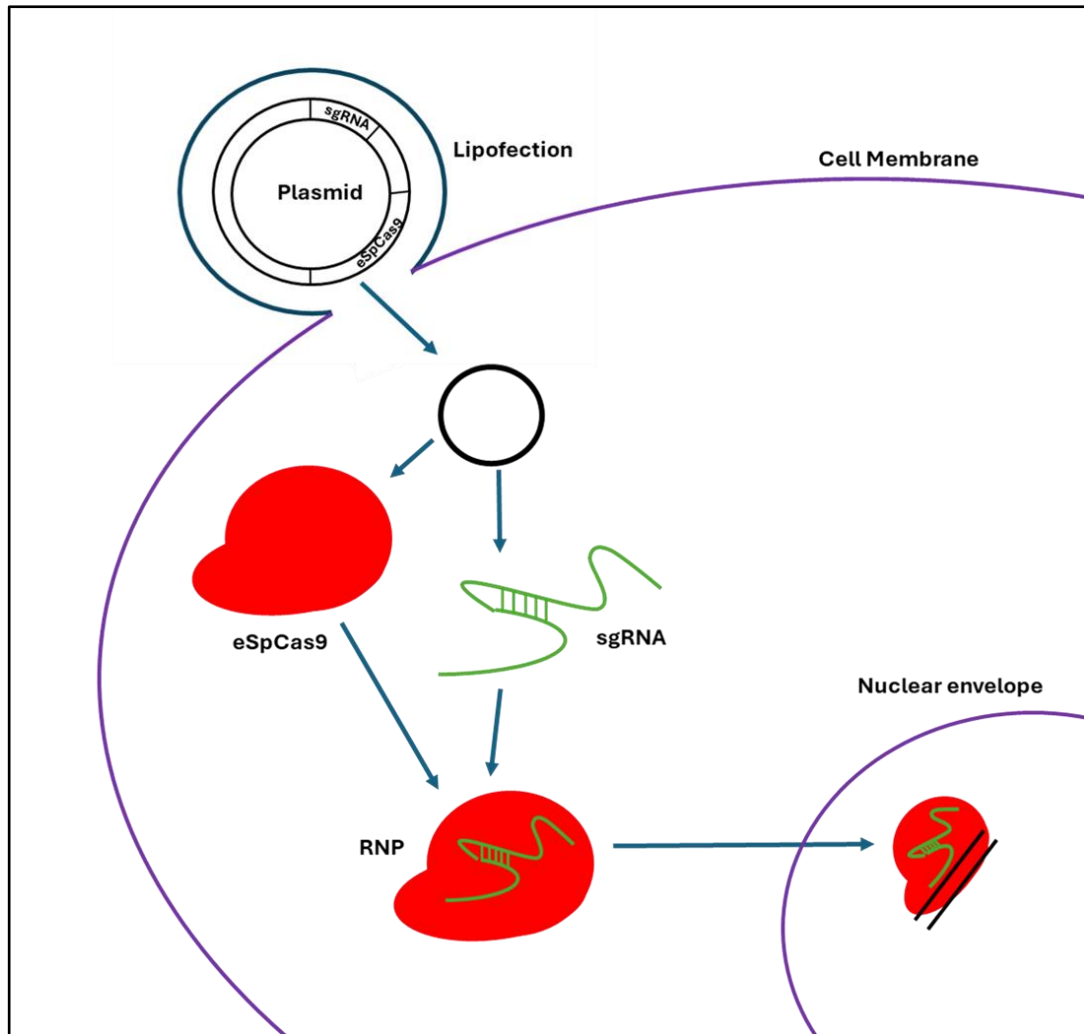 sgRNA
Lipofection
Cell Membrane
Plasmid
eSpCas9
eSpCas9
sgRNA
Nuclear envelope
RNP